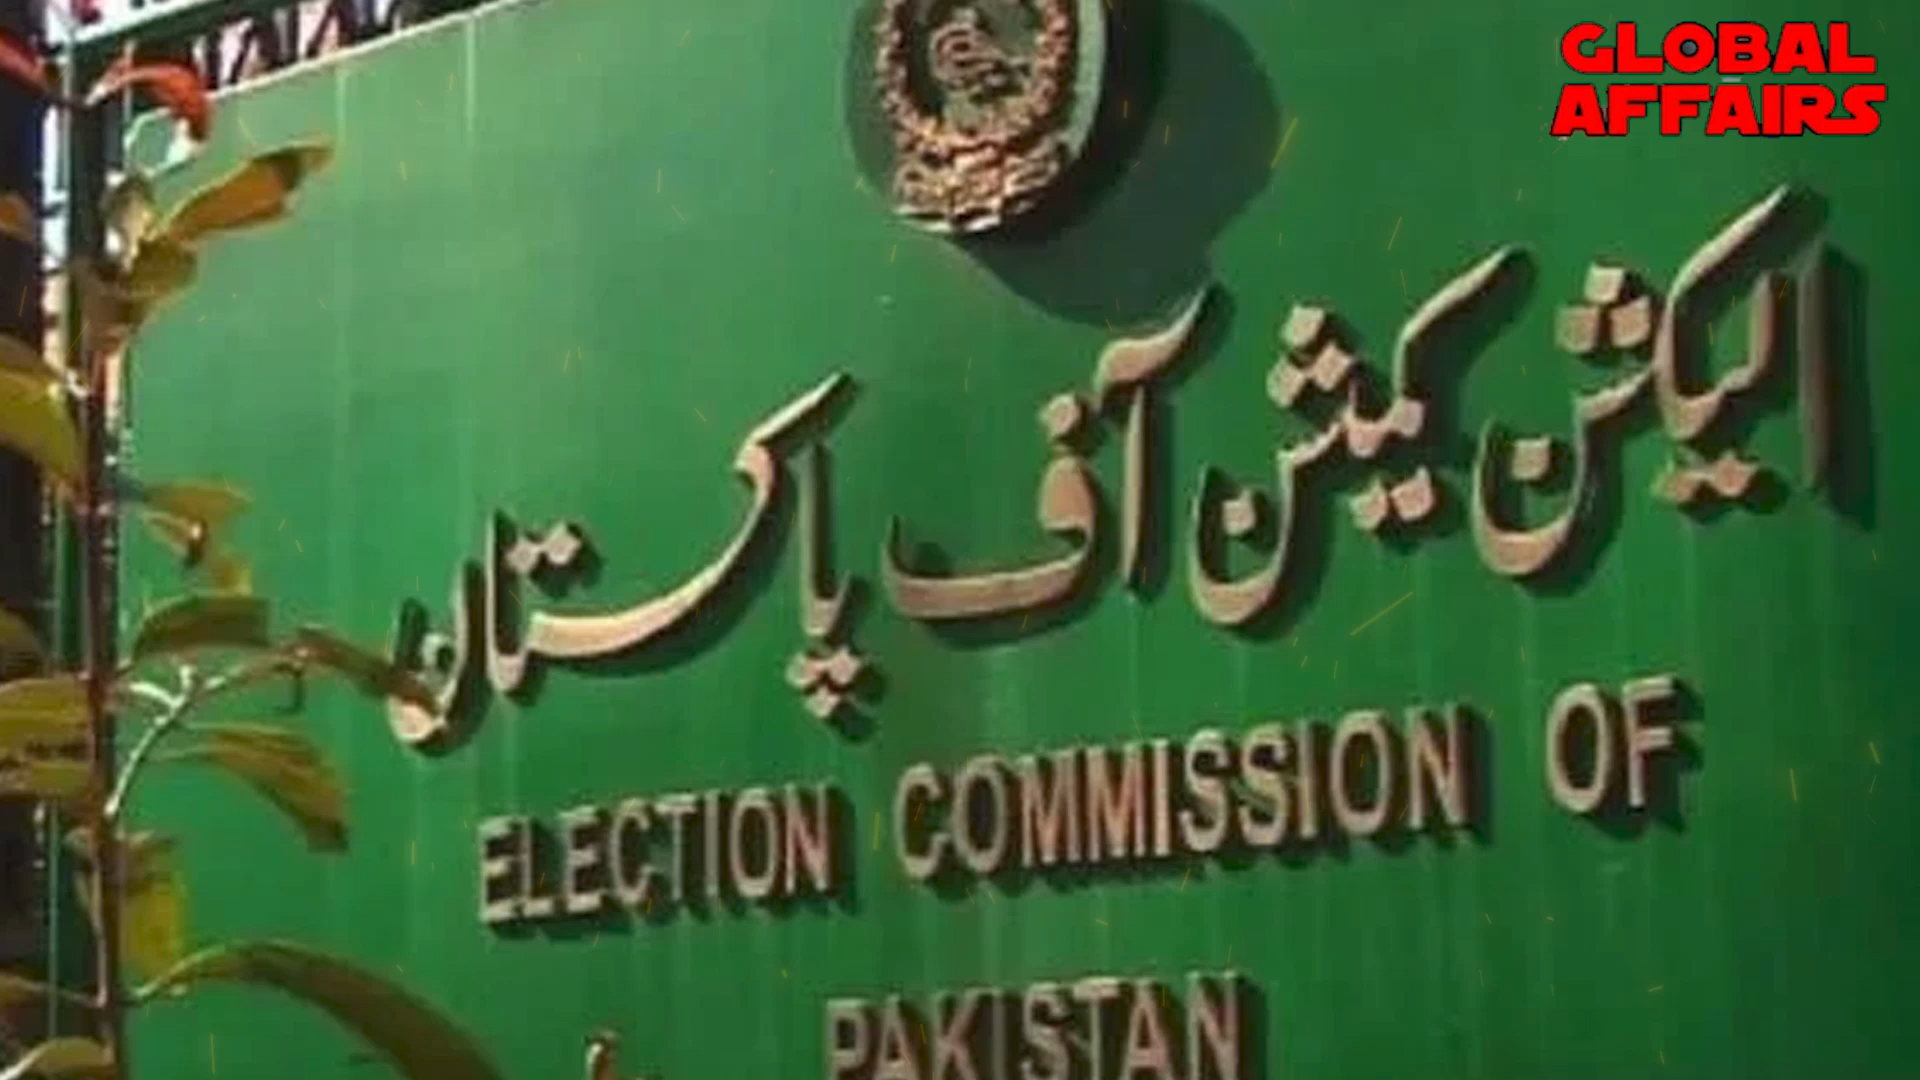 GLOBAL
AFFAIRS
الیکشن کمیشن آف پاکستان
ELECTION COMMISSION OF
PAKISTAN